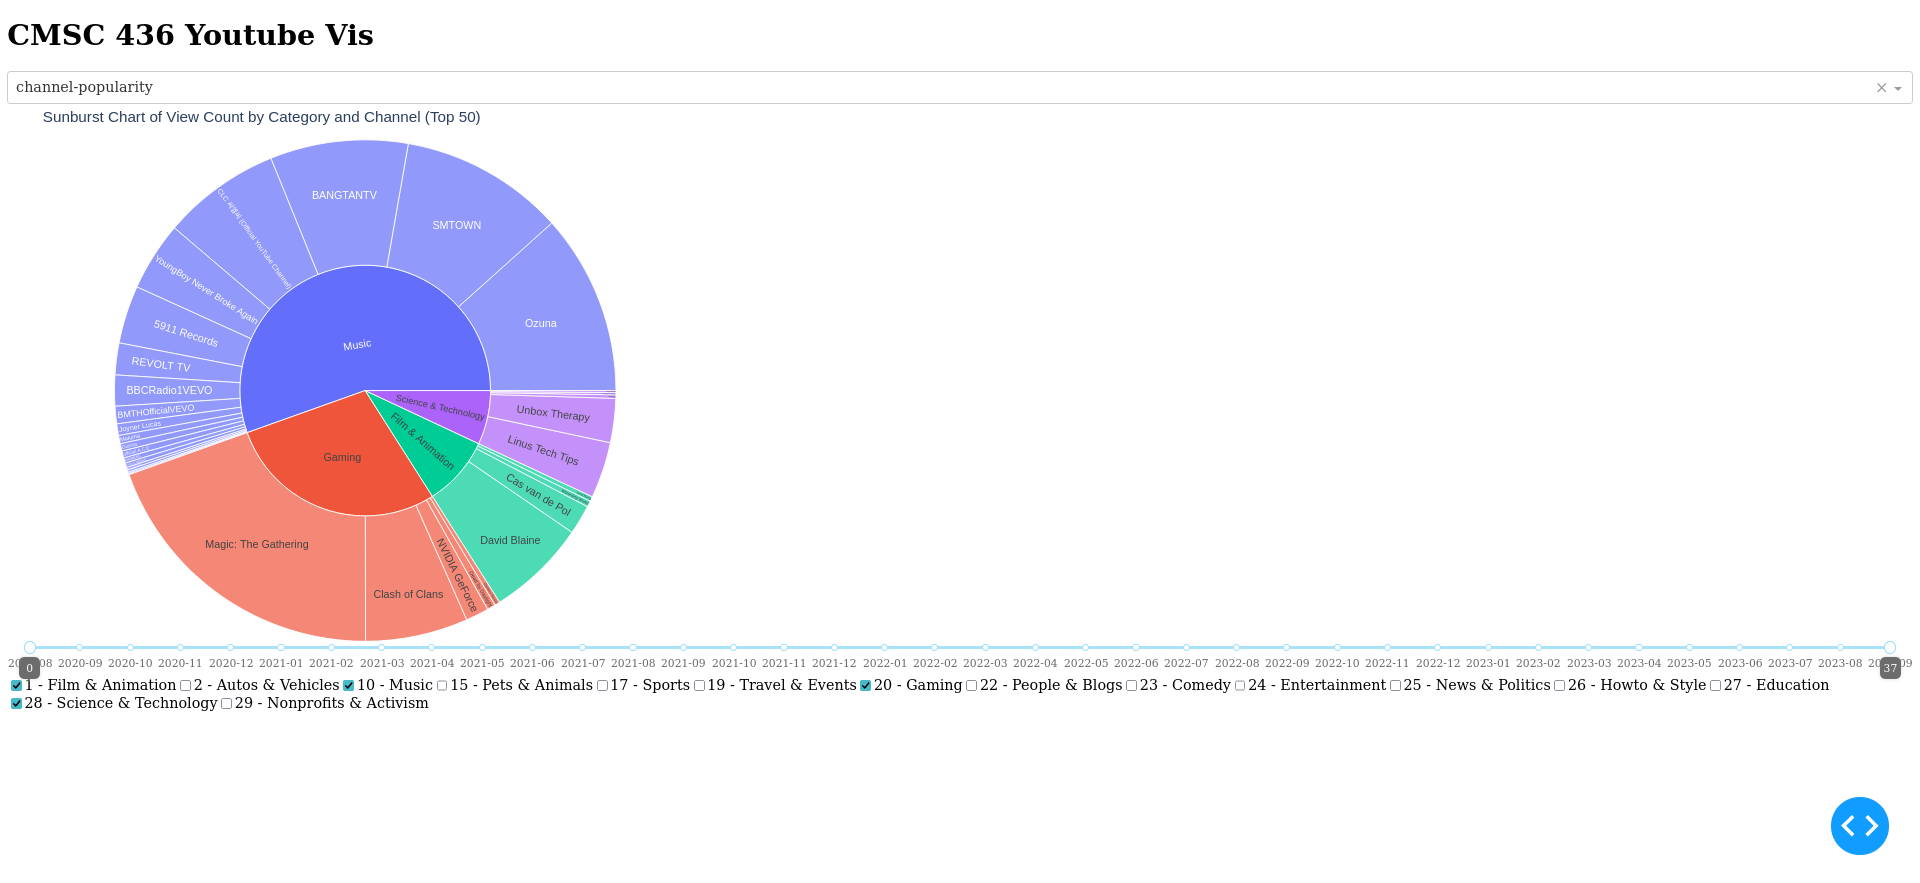 CMSC 436 Youtube Vis
channel-popularity
Sunburst Chart of View Count by Category and Channel (Top 50)
BANGTANTV
SMTOWN
Ozuna
CLC 씨엘씨 (Official YouTube Channel)
YoungBoy Never Broke Again
5911 Records
REVOLT TV
BBCRadio1VEVO
BMTHOfficialVEVO
Joyner Lucas
Music
Science & Technology
Film & Animation
Gaming
Unbox Therapy
Linus Tech Tips
Cas van de Pol
David Blaine
NVIDIA GeForce
Clash of Clans
Magic: The Gathering
0 2020-09 2020-10 2020-11 2020-12 2021-01 2021-02 2021-03 2021-04 2021-05 2021-06 2021-07 2021-08 2021-09 2021-10 2021-11 2021-12 2022-01 2022-02 2022-03 2022-04 2022-05 2022-06 2022-07 2022-08 2022-09 2022-10 2022-11 2022-12 2023-01 2023-02 2023-03 2023-04 2023-05 2023-06 2023-07 2023-08 37
1 - Film & Animation 2 - Autos & Vehicles 10 - Music 15 - Pets & Animals 17 - Sports 19 - Travel & Events 20 - Gaming 22 - People & Blogs 23 - Comedy 24 - Entertainment 25 - News & Politics 26 - Howto & Style 27 - Education
28 - Science & Technology 29 - Nonprofits & Activism